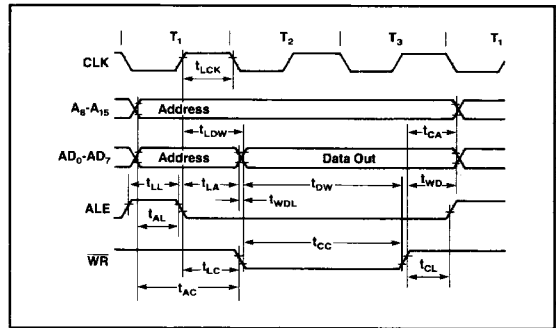 T1 T2 T3 T1
CLK
tLCK
A8-A15 Address
tLDW tCA
AD0-AD7 Address Data Out
tLL tLA tDW tWD
ALE tWDL
tAL
tCC
WR
tLC tCL
tAC